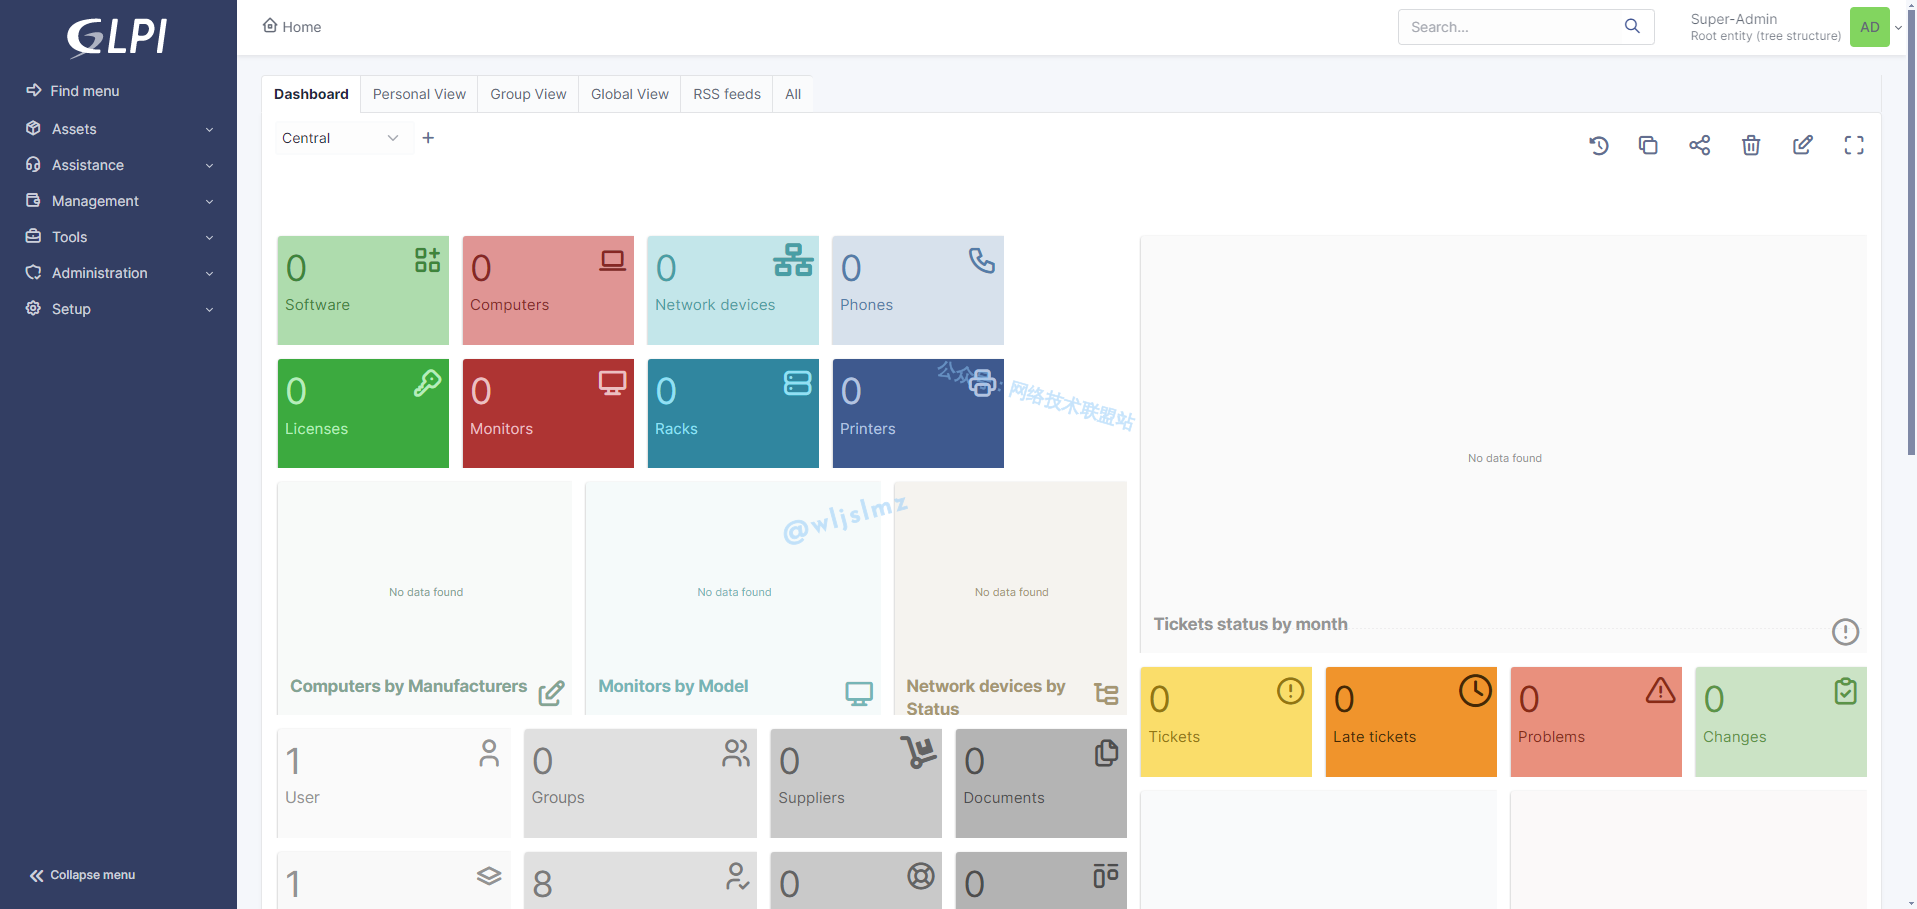 GLPI
Find menu
Assets
Assistance
Management
Tools
Administration
Setup
Collapse menu
Home
Search...
Super-Admin
Root entity (tree structure)
AD
Dashboard
Personal View
Group View
Global View
RSS feeds
All
Central
0
Software
0
Computers
0
Network devices
0
Phones
0
Licenses
0
Monitors
0
Racks
0
Printers
公众号：网络技术联盟站
@wljslmz
No data found
Computers by Manufacturers
No data found
Monitors by Model
No data found
Network devices by
Status
1
User
0
Groups
0
Suppliers
0
Documents
1
8
0
0
No data found
Tickets status by month
0
Tickets
0
Late tickets
0
Problems
0
Changes